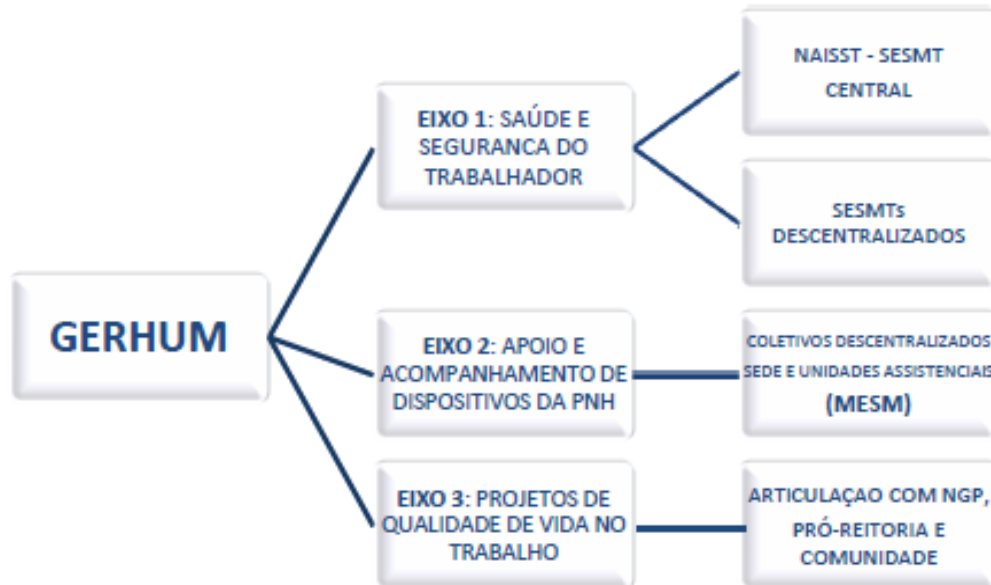 GERHUM
EIXO 1: SAÚDE E
SEGURANCA DO
TRABALHADOR
NAISST - SESMT
CENTRAL
SESMTs
DESCENTRALIZADOS
EIXO 2: APOIO E
ACOMPANHAMENTO DE
DISPOSITIVOS DA PNH
COLETIVOS DESCENTRALIZADOS
SEDE E UNIDADES ASSISTENCIAIS
(MESM)
EIXO 3: PROJETOS DE
QUALIDADE DE VIDA NO
TRABALHO
ARTICULAÇAO COM NGP,
PRÓ-REITORIA E
COMUNIDADE